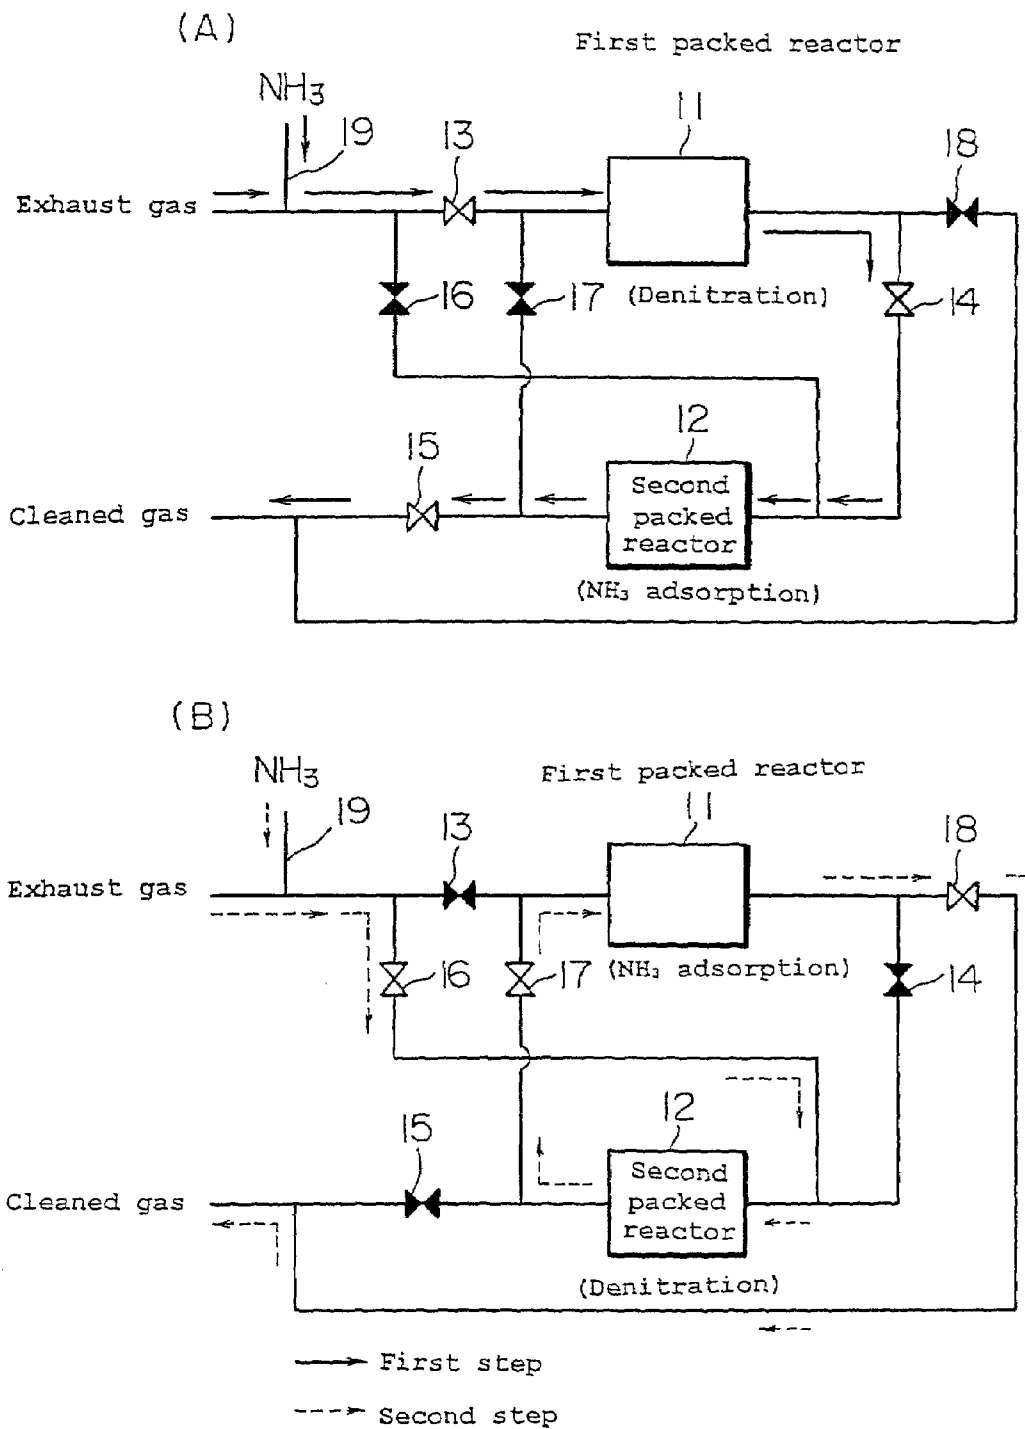 (A)
First packed reactor
NH3
19
13
11
18
Exhaust gas
16
17
(Denitration)
14
15
12
Second
packed
reactor
Cleaned gas
(NH3 adsorption)
(B)
NH3
First packed reactor
19
13
11
18
Exhaust gas
16
17
(NH3 adsorption)
14
15
12
Second
packed
reactor
Cleaned gas
(Denitration)
First step
Second step